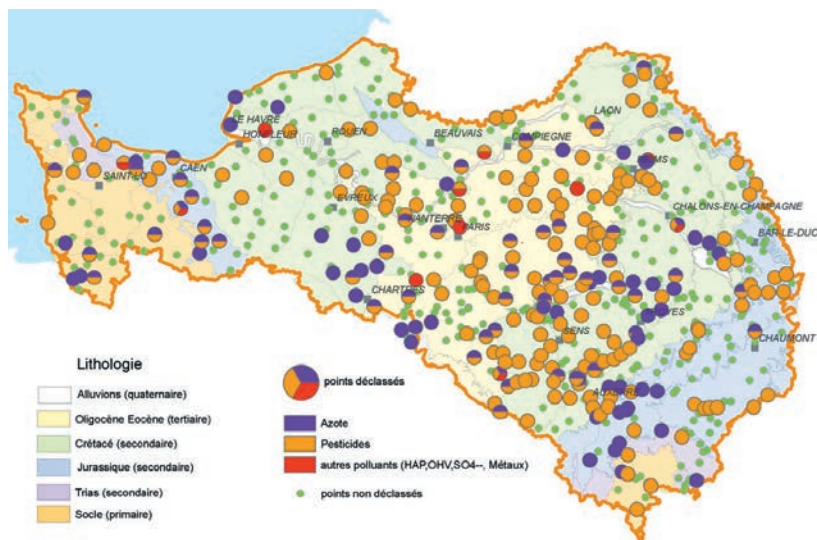 LAON
LE HAVRE
HONFLEUR
ROUEN
BEAUVAIS
COMPIEGNE
CAEN
SAINT-LO
CHALONS-EN-CHAMPAGNE
EVREUX
NANTERRE
PARIS
BAR-LE-DUC
CHARTRES
SENS
CHAUMONT
AUXERRE
Lithologie
Alluvions (quaternaire)
Oligocène Eocène (tertiaire)
Crétacé (secondaire)
Jurassique (secondaire)
Trias (secondaire)
Socle (primaire)
points déclassés
Azote
Pesticides
autres polluants (HAP,OHV,SO4--, Métaux)
points non déclassés